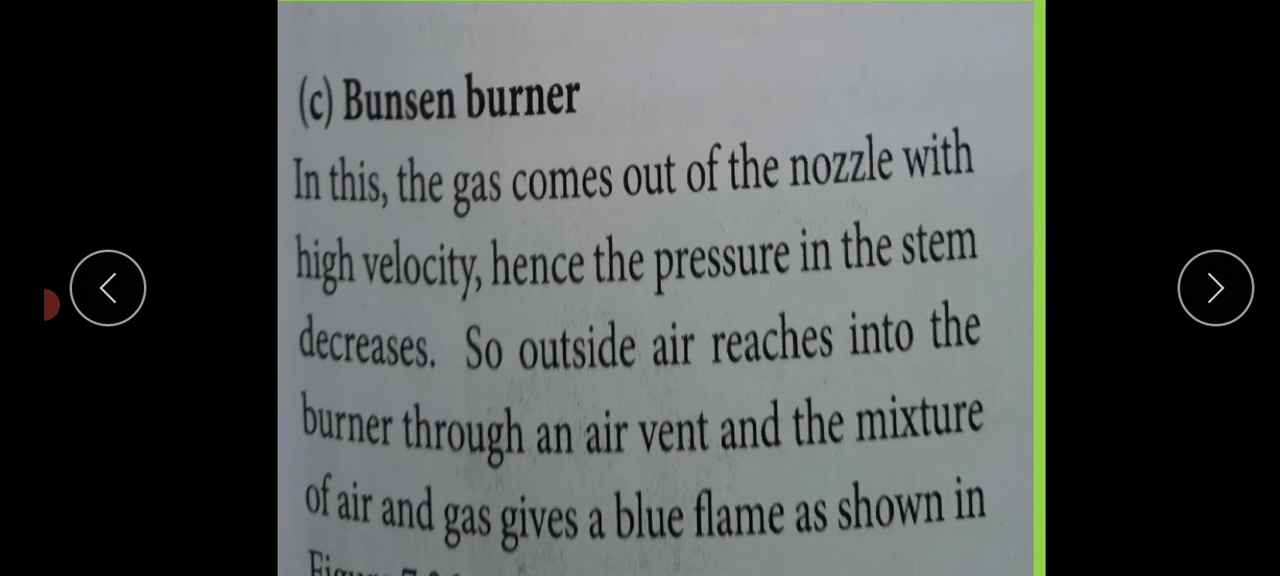 (c) Bunsen burner
In this, the gas comes out of the nozzle with
high velocity, hence the pressure in the stem
decreases. So outside air reaches into the
burner through an air vent and the mixture
of air and gas gives a blue flame as shown in